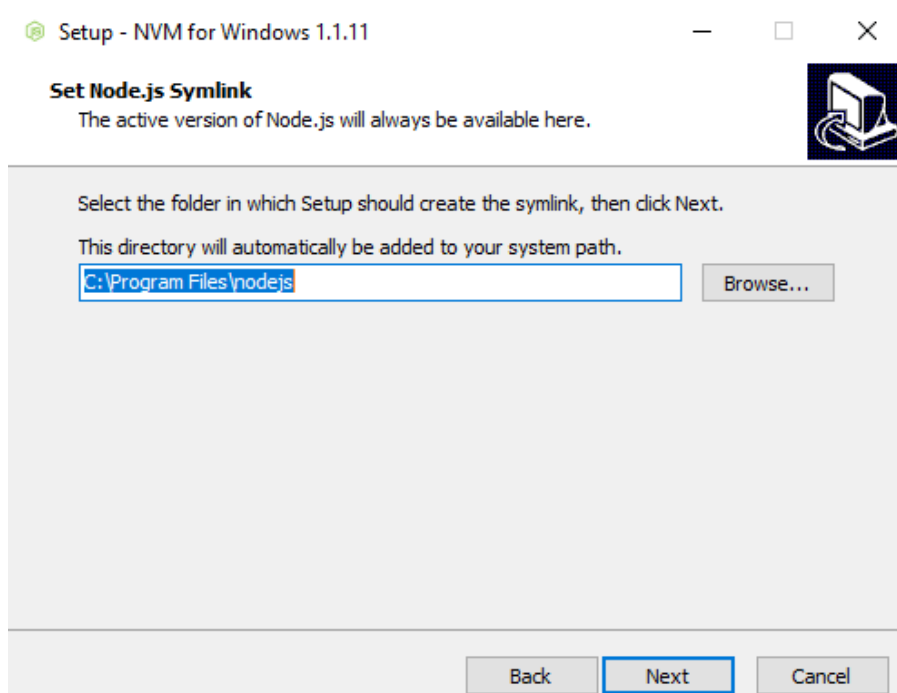 Setup - NVM for Windows 1.1.11
Set Node.js Symlink
The active version of Node.js will always be available here.
Select the folder in which Setup should create the symlink, then click Next.
This directory will automatically be added to your system path.
C:\Program Files\nodejs
Browse...
Back
Next
Cancel